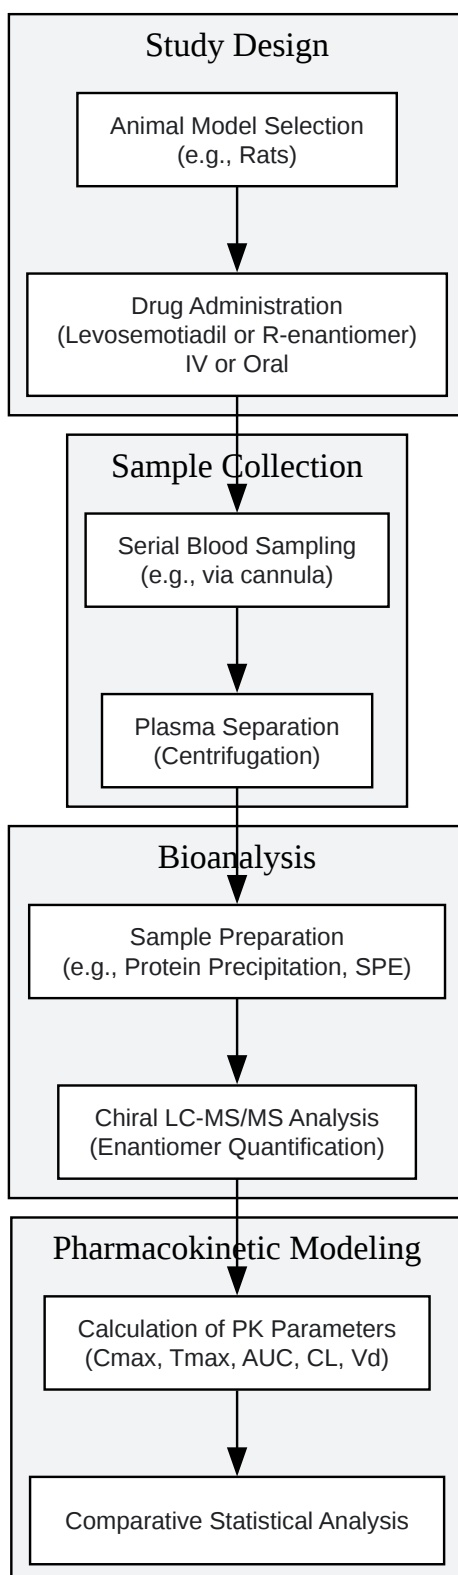 Study Design
Animal Model Selection
(e.g., Rats)
Drug Administration
(Levosemotiadil or R-enantiomer)
IV or Oral
Sample Collection
Serial Blood Sampling
(e.g., via cannula)
Plasma Separation
(Centrifugation)
Bioanalysis
Sample Preparation
(e.g., Protein Precipitation, SPE)
Chiral LC-MS/MS Analysis
(Enantiomer Quantification)
Pharmacokinetic Modeling
Calculation of PK Parameters
(Cmax, Tmax, AUC, CL, Vd)
Comparative Statistical Analysis